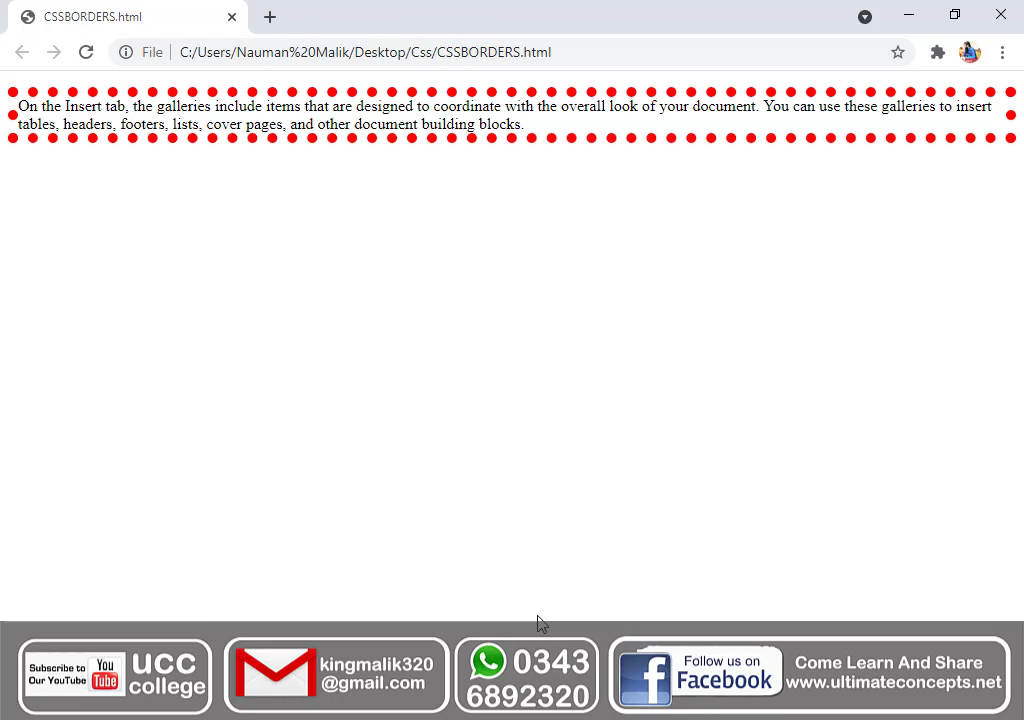 CSSBORDERS.html
File
C:/Users/Nauman%20Malik/Desktop/Css/CSSBORDERS.html
On the Insert tab, the galleries include items that are designed to coordinate with the overall look of your document. You can use these galleries to insert
tables, headers, footers, lists, cover pages, and other document building blocks.
Subscribe to
Our YouTube
You
Tube
ucc
college
kingmalik320
@gmail.com
0343
6892320
Follow us on
Facebook
Come Learn And Share
www.ultimateconcepts.net